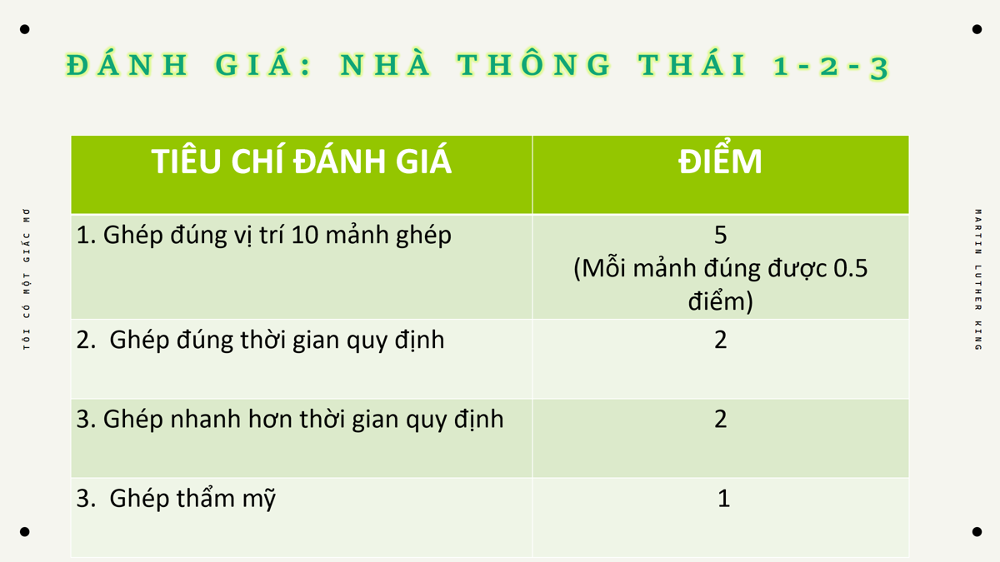 ĐÁNH GIÁ: NHÀ THÔNG THÁI 1-2-3
TIÊU CHÍ ĐÁNH GIÁ
ĐIỂM
1. Ghép đúng vị trí 10 mảnh ghép
5
(Mỗi mảnh đúng được 0.5
điểm)
2. Ghép đúng thời gian quy định
2
3. Ghép nhanh hơn thời gian quy định
2
3. Ghép thẩm mỹ
1
TÔI CÓ MỘT GIẤC MƠ
MARTIN LUTHER KING